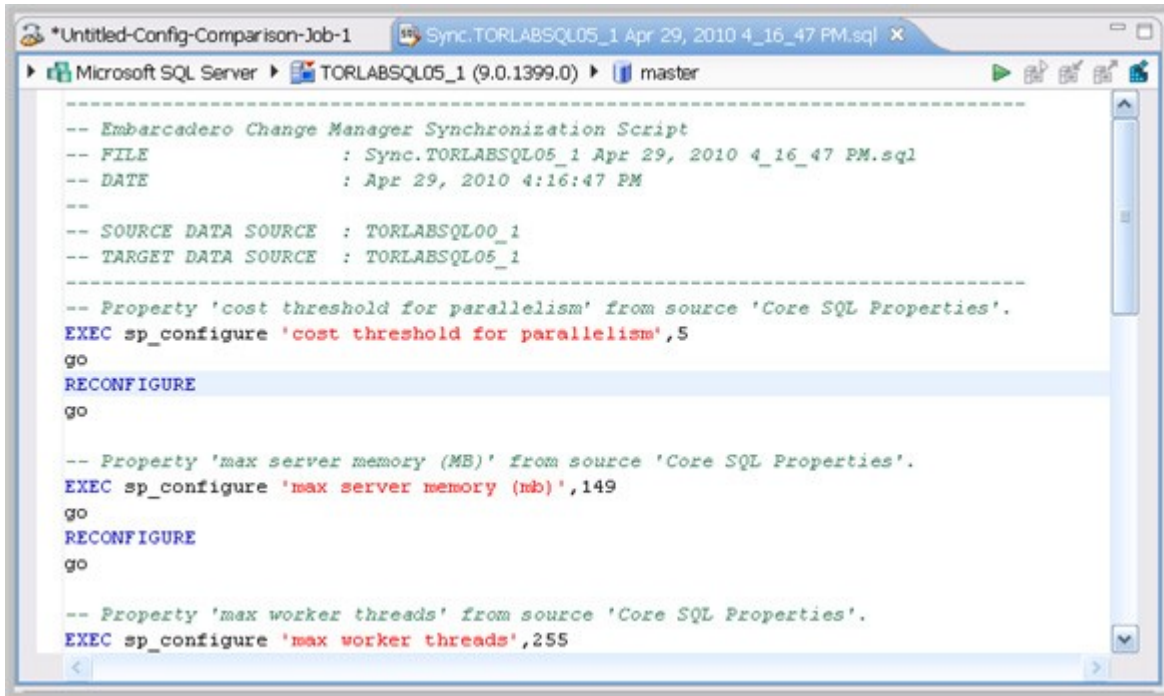 *Untitled-Config-Comparison-Job-1 Sync.TORLABSQL05_1 Apr 29, 2010 4_16_47 PM.sql
Microsoft SQL Server TORLABSQL05_1 (9.0.1399.0) master
--------------------------------------------------------------------------------
-- Embarcadero Change Manager Synchronization Script
-- FILE : Sync.TORLABSQL05_1 Apr 29, 2010 4_16_47 PM.sql
-- DATE : Apr 29, 2010 4:16:47 PM
--
-- SOURCE DATA SOURCE : TORLABSQL00_1
-- TARGET DATA SOURCE : TORLABSQL05_1
--------------------------------------------------------------------------------
-- Property 'cost threshold for parallelism' from source 'Core SQL Properties'.
EXEC sp_configure 'cost threshold for parallelism',5
go
RECONFIGURE
go
-- Property 'max server memory (MB)' from source 'Core SQL Properties'.
EXEC sp_configure 'max server memory (mb)',149
go
RECONFIGURE
go
-- Property 'max worker threads' from source 'Core SQL Properties'.
EXEC sp_configure 'max worker threads',255